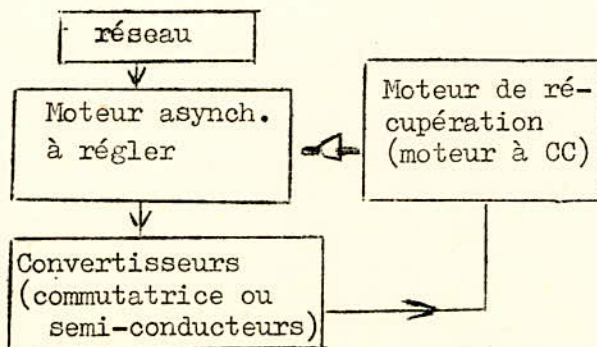 réseau
Moteur asynch.
à régler
Moteur de ré-
cupération
(moteur à CC)
Convertisseurs
(commutatrice ou
semi-conducteurs)